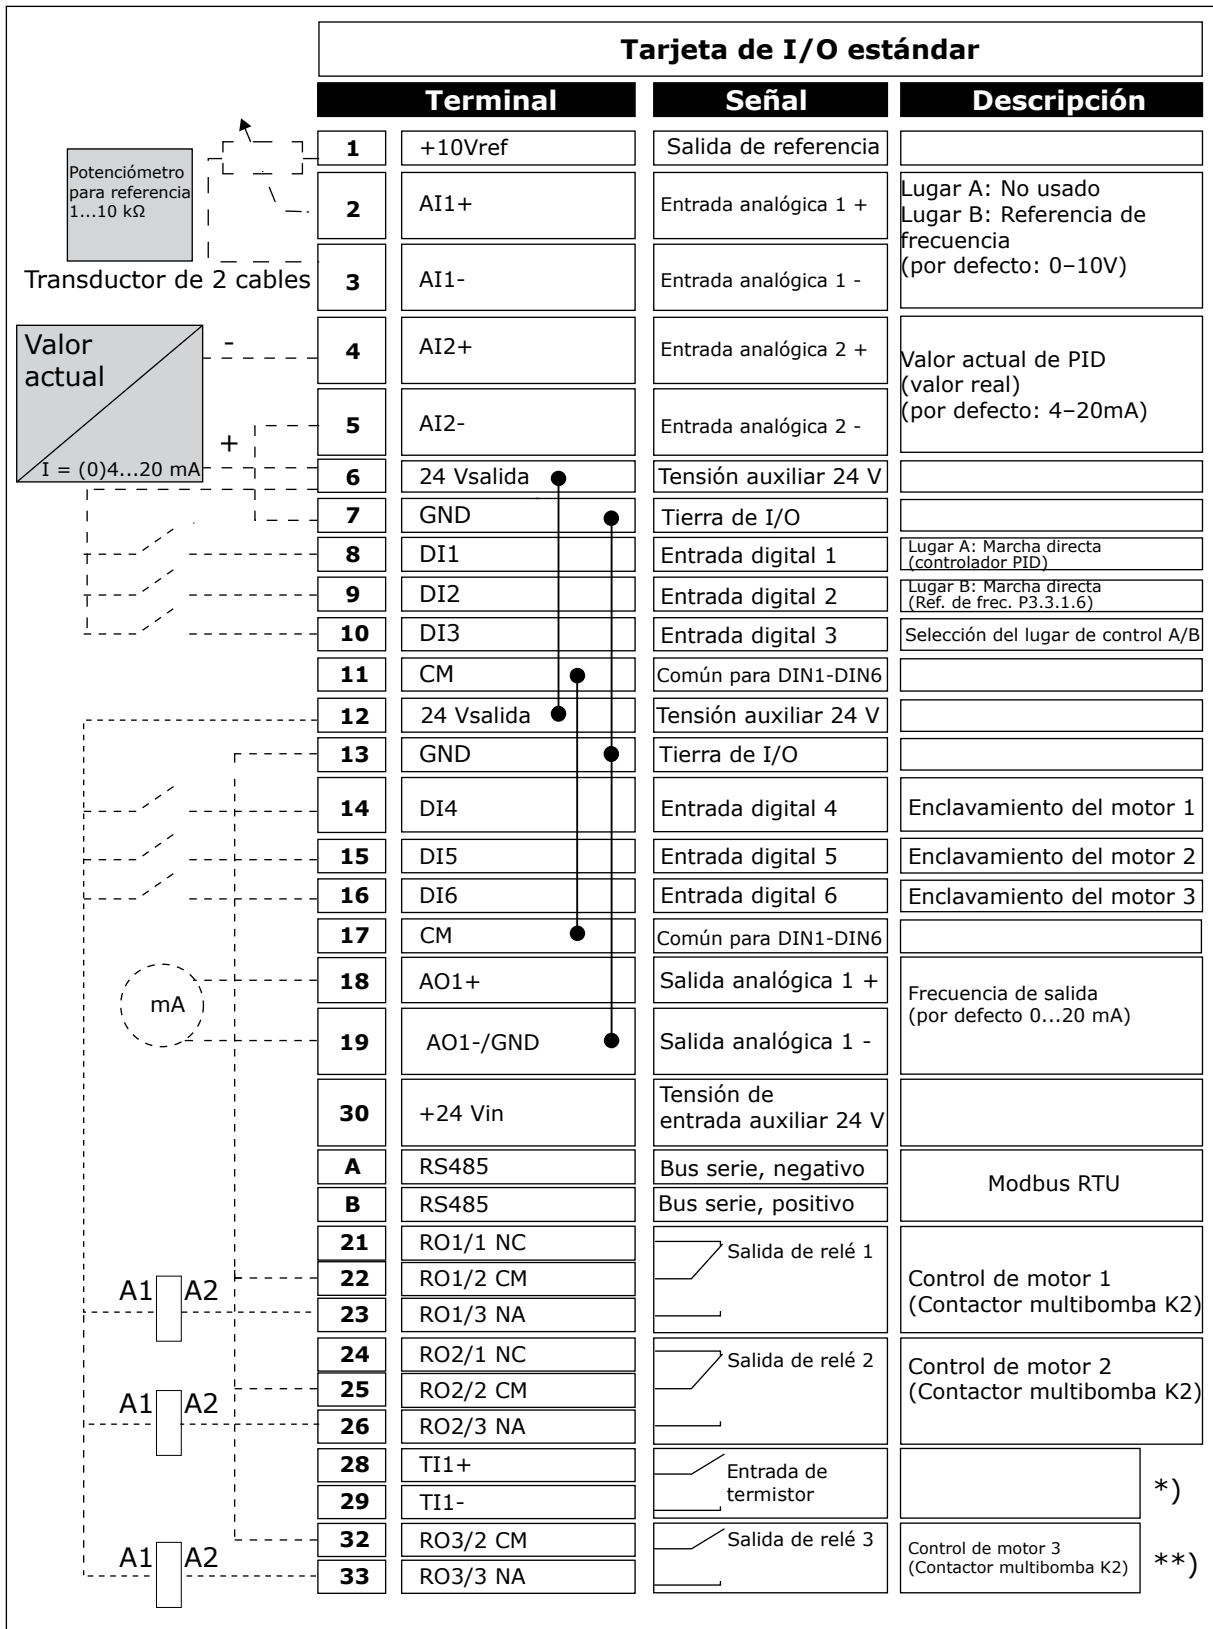 Tarjeta de I/O estándar
Terminal Señal Descripción
1 +10Vref Salida de referencia
Potenciómetro
para referencia
1...10 kΩ
2 AI1+ Entrada analógica 1 +
Lugar A: No usado
Lugar B: Referencia de
frecuencia
(por defecto: 0–10V)
Transductor de 2 cables
3 AI1- Entrada analógica 1 -
Valor
actual
-
+
I = (0)4...20 mA
4 AI2+ Entrada analógica 2 +
Valor actual de PID
(valor real)
(por defecto: 4–20mA)
5 AI2- Entrada analógica 2 -
6 24 Vsalida Tensión auxiliar 24 V
7 GND Tierra de I/O
8 DI1 Entrada digital 1
Lugar A: Marcha directa
(controlador PID)
9 DI2 Entrada digital 2
Lugar B: Marcha directa
(Ref. de frec. P3.3.1.6)
10 DI3 Entrada digital 3 Selección del lugar de control A/B
11 CM Común para DIN1-DIN6
12 24 Vsalida Tensión auxiliar 24 V
13 GND Tierra de I/O
14 DI4 Entrada digital 4 Enclavamiento del motor 1
15 DI5 Entrada digital 5 Enclavamiento del motor 2
16 DI6 Entrada digital 6 Enclavamiento del motor 3
17 CM Común para DIN1-DIN6
mA
18 AO1+ Salida analógica 1 +
Frecuencia de salida
(por defecto 0...20 mA)
19 AO1-/GND Salida analógica 1 -
30 +24 Vin
Tensión de
entrada auxiliar 24 V
A RS485 Bus serie, negativo
Modbus RTU
B RS485 Bus serie, positivo
21 RO1/1 NC
Salida de relé 1
22 RO1/2 CM
Control de motor 1
(Contactor multibomba K2)
A1 A2
23 RO1/3 NA
24 RO2/1 NC
Salida de relé 2
25 RO2/2 CM
Control de motor 2
(Contactor multibomba K2)
A1 A2
26 RO2/3 NA
28 TI1+
Entrada de
termistor
*)
29 TI1-
32 RO3/2 CM Salida de relé 3
Control de motor 3
(Contactor multibomba K2)
**)
A1 A2
33 RO3/3 NA